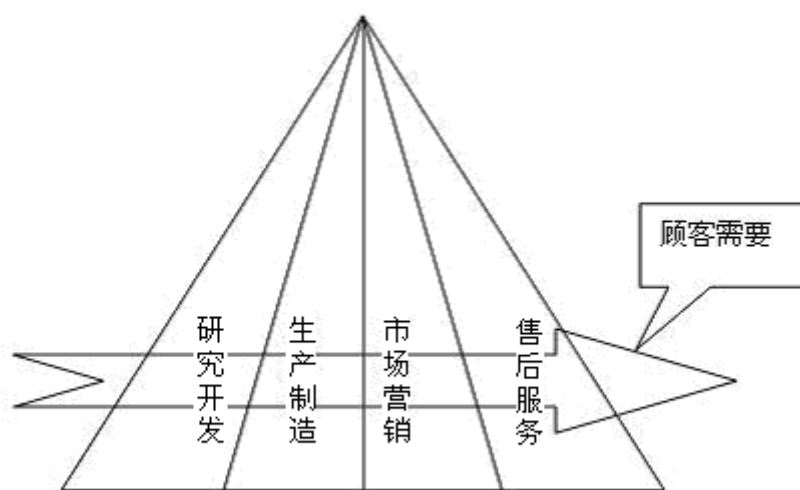 顾客需要
研究开发
生产制造
市场营销
售后服务